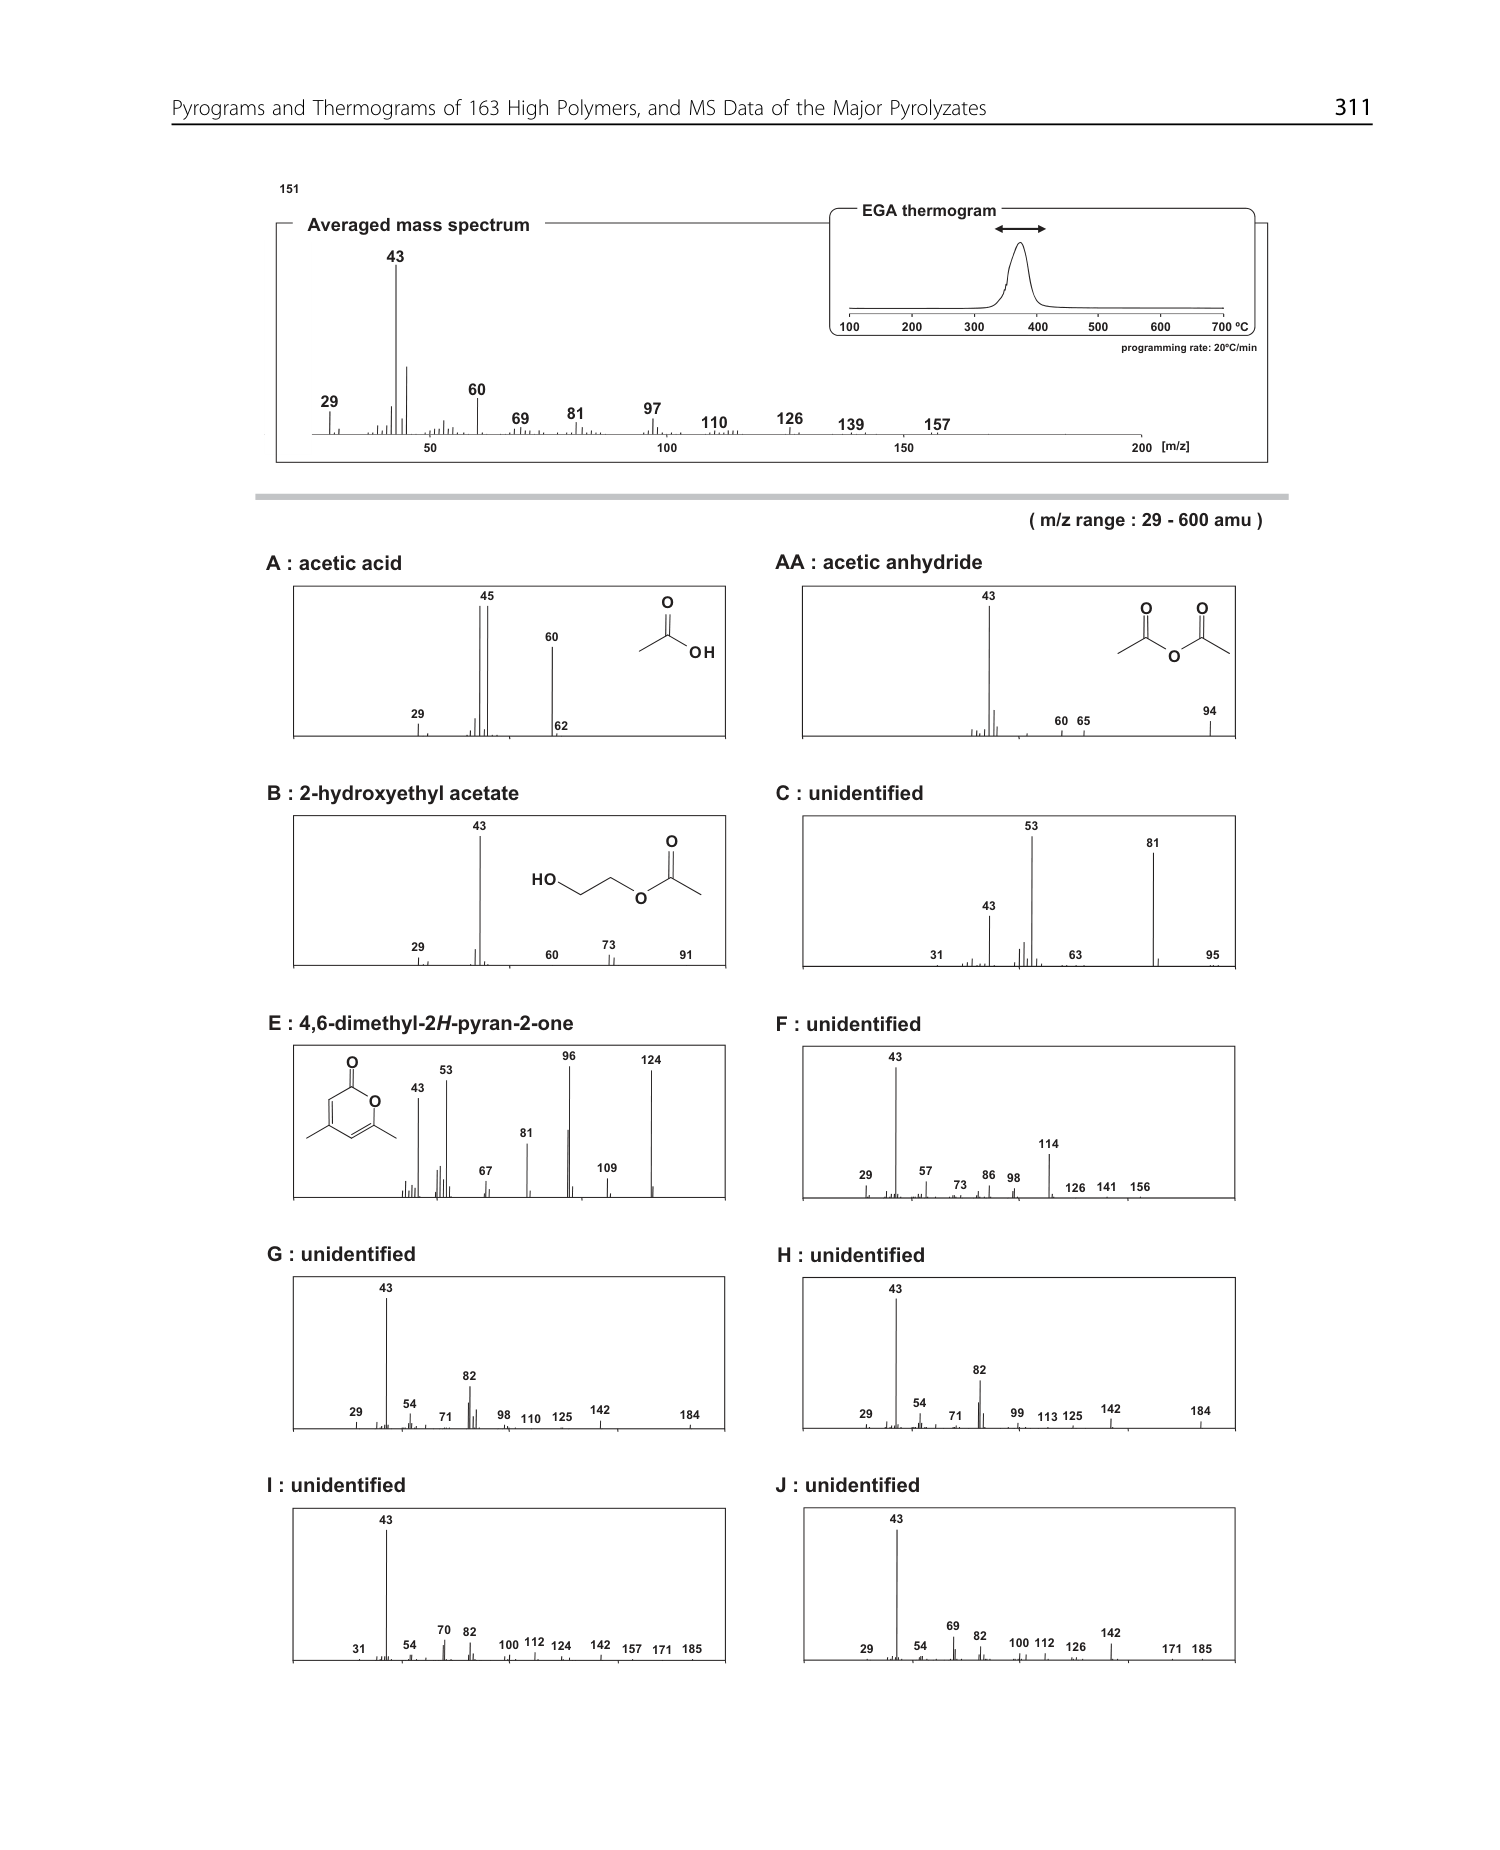 Pyrograms and Thermograms of 163 High Polymers, and MS Data of the Major Pyrolyzates 311
151
Averaged mass spectrum
EGA thermogram
100 200 300 400 500 600 700 ºC
programming rate: 20ºC/min
43
29 60 69 81 97 110 126 139 157
50 100 150 200 [m/z]
( m/z range : 29 - 600 amu )
A : acetic acid
45
60
29
62
O
OH
AA : acetic anhydride
43
60 65
94
O O
O
B : 2-hydroxyethyl acetate
43
29
60
73
91
O
HO
O
C : unidentified
53
81
43
31
63
95
E : 4,6-dimethyl-2H-pyran-2-one
O
O
43
53
67
81
96
109
124
F : unidentified
43
29 57 73 86 98 114 126 141 156
G : unidentified
43
29 54 71 82 98 110 125 142 184
H : unidentified
43
29 54 71 82 99 113 125 142 184
I : unidentified
43
31 54 70 82 100 112 124 142 157 171 185
J : unidentified
43
29 54 69 82 100 112 126 142 171 185